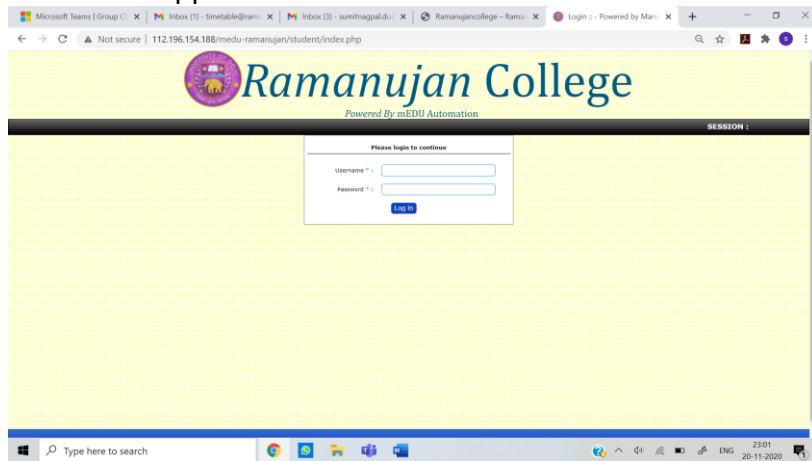 Microsoft Teams | Group C
Inbox (1) - timetable@rama
Inbox (3) - sumitnagpal.du
Ramanujancollege – Raman
Login :: - Powered by Mana
Not secure | 112.196.154.188/medu-ramanujan/student/index.php
Ramanujan College
Powered By mEDU Automation
SESSION :
Please login to continue
Username * :
Password * :
Log In
Type here to search
ENG
23:01
20-11-2020